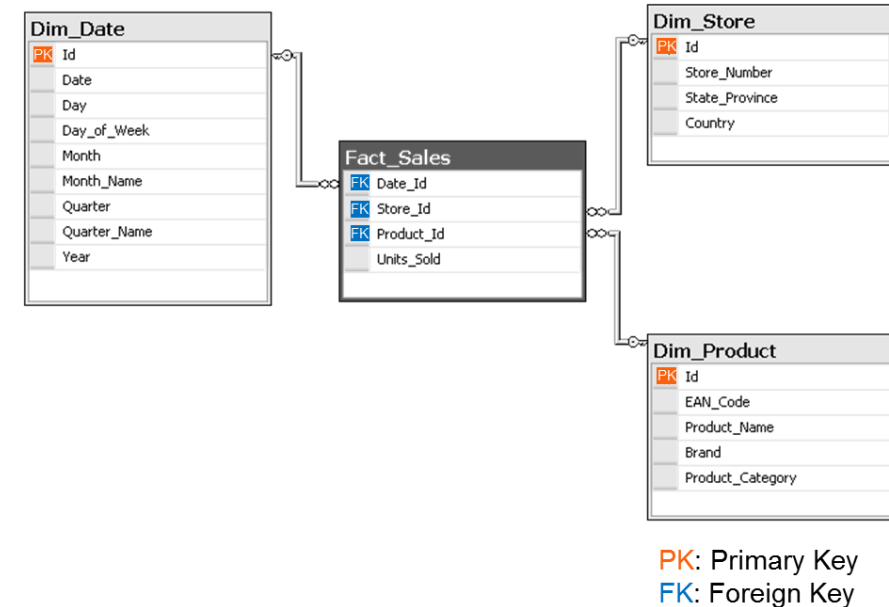 Dim_Date
PK Id
Date
Day
Day_of_Week
Month
Month_Name
Quarter
Quarter_Name
Year
Fact_Sales
FK Date_Id
FK Store_Id
FK Product_Id
Units_Sold
Dim_Store
PK Id
Store_Number
State_Province
Country
Dim_Product
PK Id
EAN_Code
Product_Name
Brand
Product_Category
PK: Primary Key
FK: Foreign Key